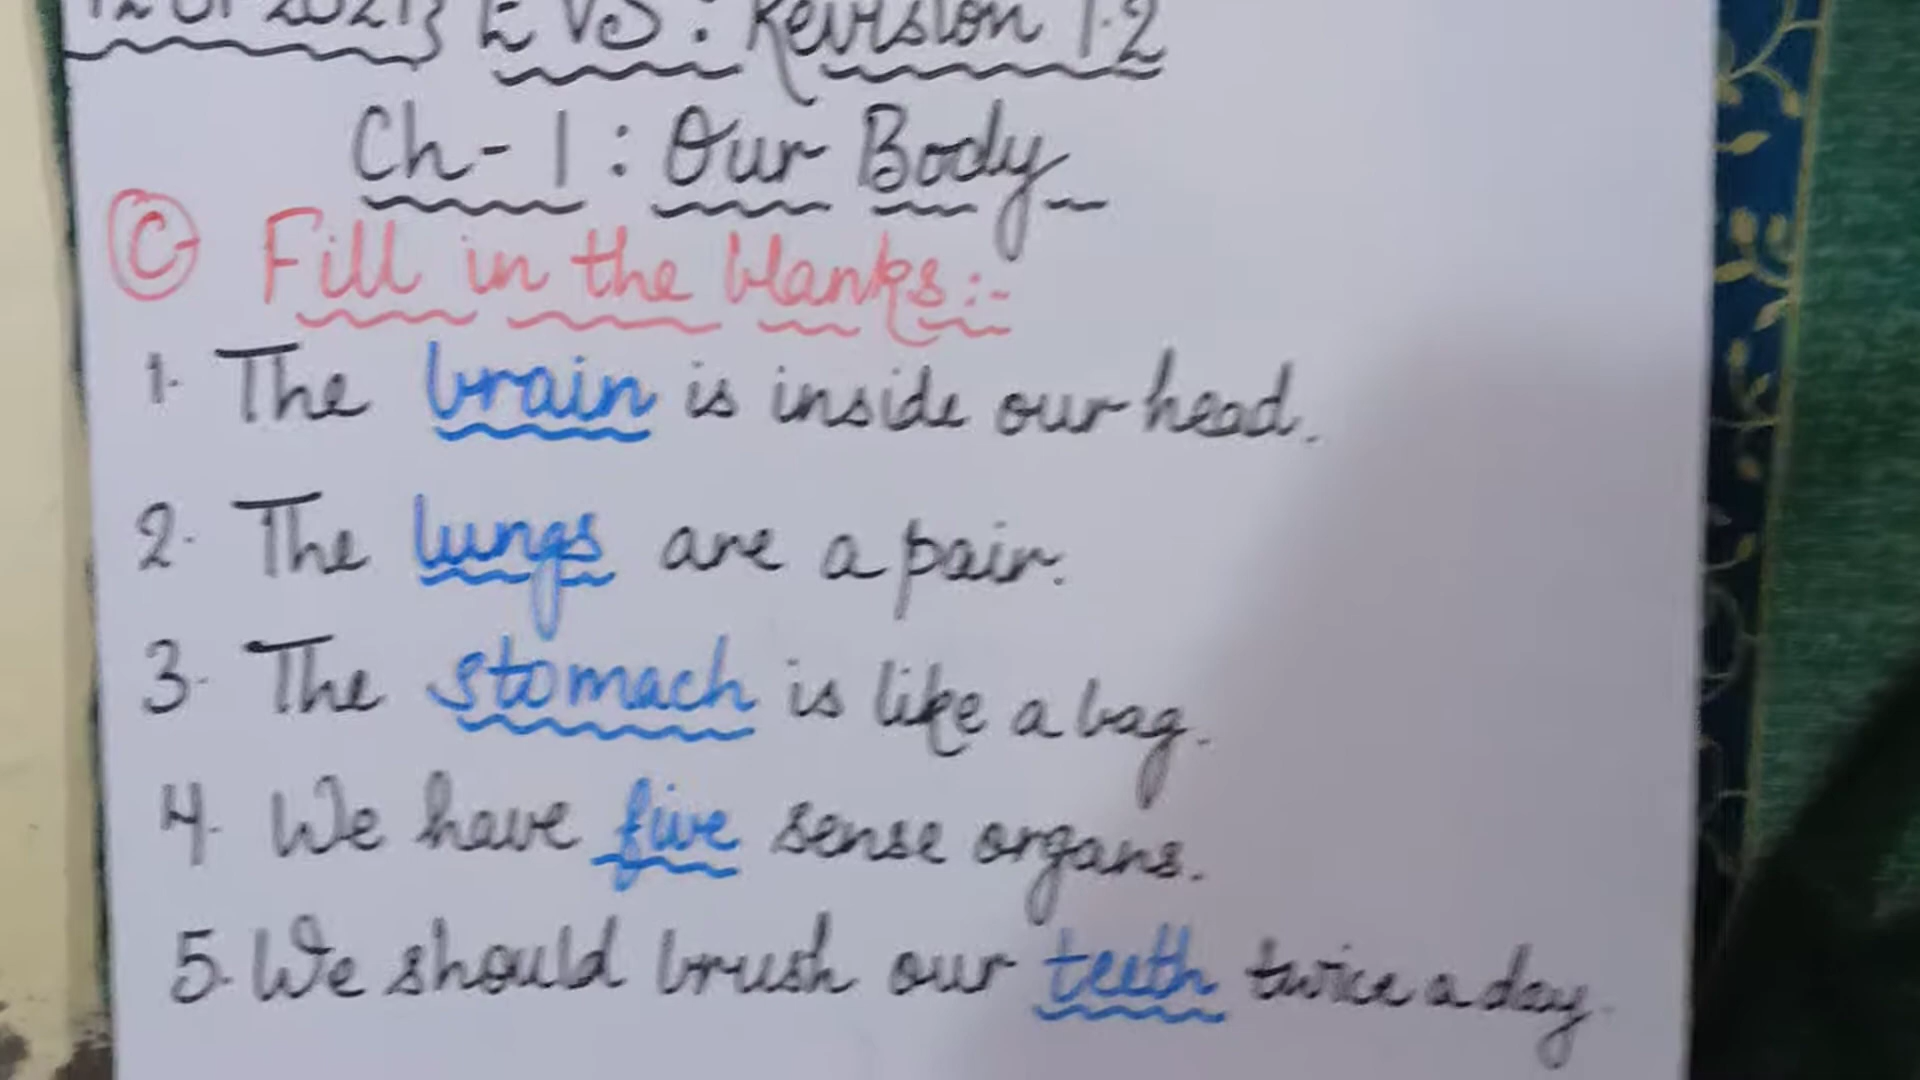 EVS: Revision 1.2
Ch-1: Our Body
C Fill in the blanks:-
1. The brain is inside our head.
2. The lungs are a pair.
3. The stomach is like a bag.
4. We have five sense organs.
5. We should brush our teeth twice a day.